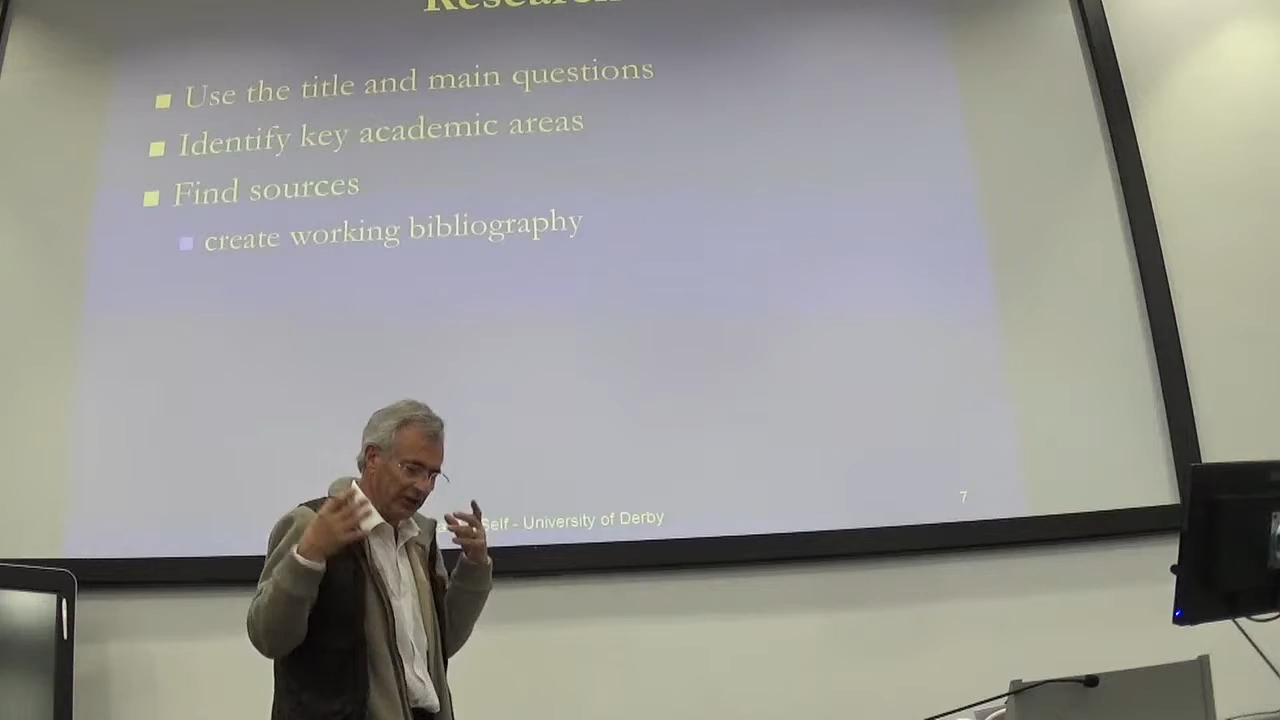 Research
Use the title and main questions
Identify key academic areas
Find sources
create working bibliography
Self - University of Derby
7